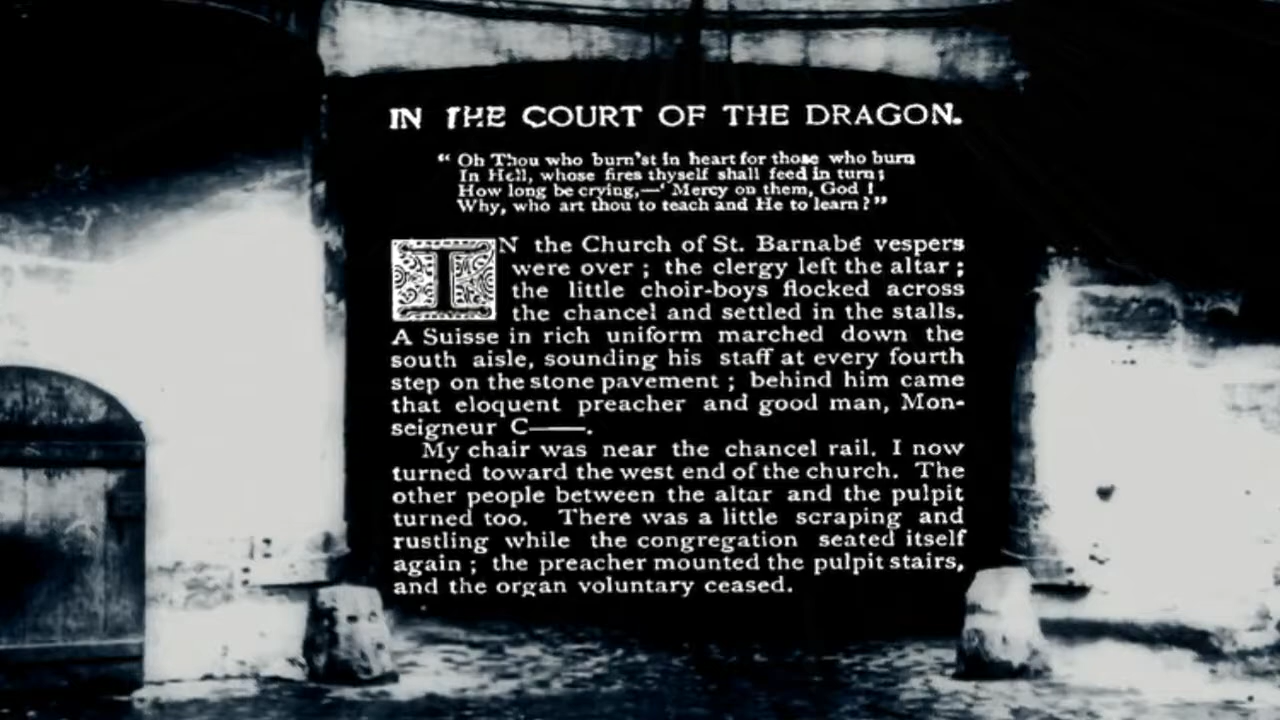 IN THE COURT OF THE DRAGON.
“ Oh Thou who burn’st in heart for those who burn
In Hell, whose fires thyself shall feed in turn ;
How long be crying,—‘ Mercy on them, God !
Why, who art thou to teach and He to learn ? ”
IN the Church of St. Barnabé vespers
were over ; the clergy left the altar ;
the little choir-boys flocked across
the chancel and settled in the stalls.
A Suisse in rich uniform marched down the
south aisle, sounding his staff at every fourth
step on the stone pavement ; behind him came
that eloquent preacher and good man, Mon-
seigneur C——.
My chair was near the chancel rail. I now
turned toward the west end of the church. The
other people between the altar and the pulpit
turned too. There was a little scraping and
rustling while the congregation seated itself
again ; the preacher mounted the pulpit stairs,
and the organ voluntary ceased.